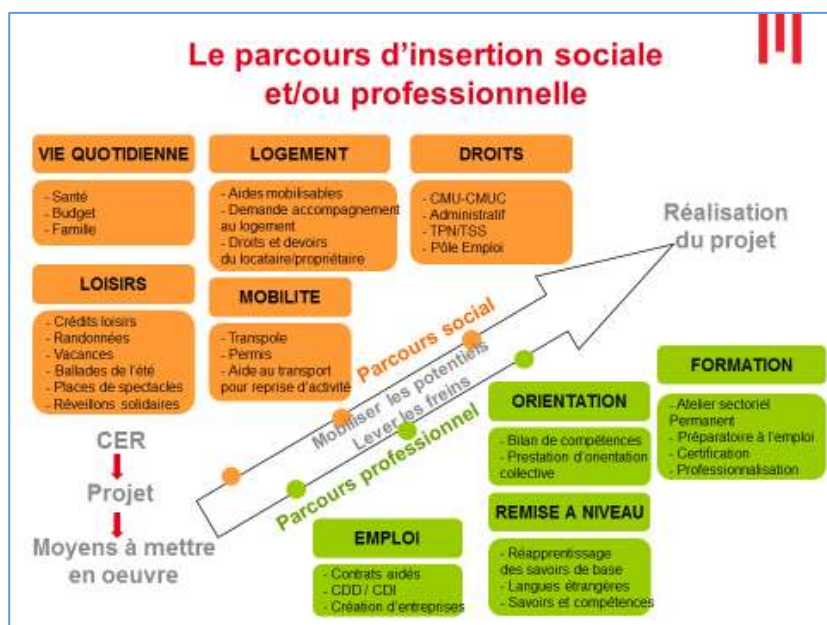 Le parcours d'insertion sociale
et/ou professionnelle
VIE QUOTIDIENNE
- Santé
- Budget
- Famille
LOGEMENT
- Aides mobilisables
- Demande accompagnement
au logement
- Droits et devoirs
du locataire/propriétaire
DROITS
- CMU-CMUC
- Administratif
- TPN/TSS
- Pôle Emploi
Réalisation
du projet
LOISIRS
- Crédits loisirs
- Randonnées
- Vacances
- Ballades de l'été
- Places de spectacles
- Réveillons solidaires
MOBILITE
- Transpole
- Permis
- Aide au transport
pour reprise d'activité
Parcours social
Mobiliser les potentiels
Lever les freins
Parcours professionnel
FORMATION
- Atelier sectoriel
Permanent
- Préparatoire à l'emploi
- Certification
- Professionnalisation
ORIENTATION
- Bilan de compétences
- Prestation d'orientation
collective
CER
Projet
Moyens à mettre
en oeuvre
EMPLOI
- Contrats aidés
- CDD / CDI
- Création d'entreprises
REMISE A NIVEAU
- Réapprentissage
des savoirs de base
- Langues étrangères
- Savoirs et compétences